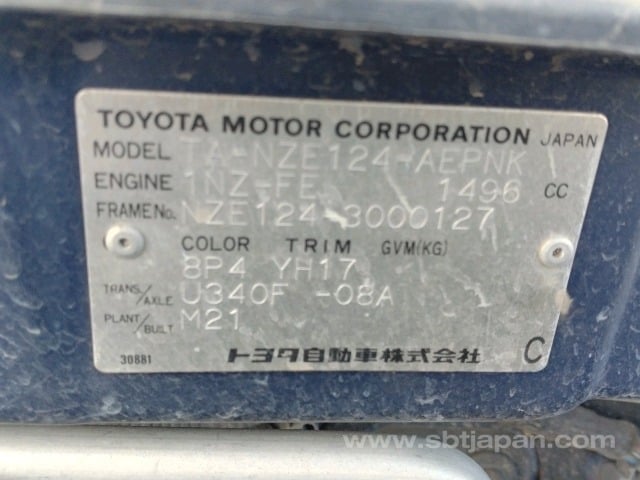 TOYOTA MOTOR CORPORATION JAPAN
MODEL TA-NZE124-AEPNK
ENGINE 1NZ-FE 1496 CC
FRAME No. NZE124-3000127
COLOR TRIM GVM(KG)
8P4 YH17
TRANS/AXLE U340F -08A
PLANT/BUILT M21
30881 トヨタ自動車株式会社 C
www.sbtjapan.com